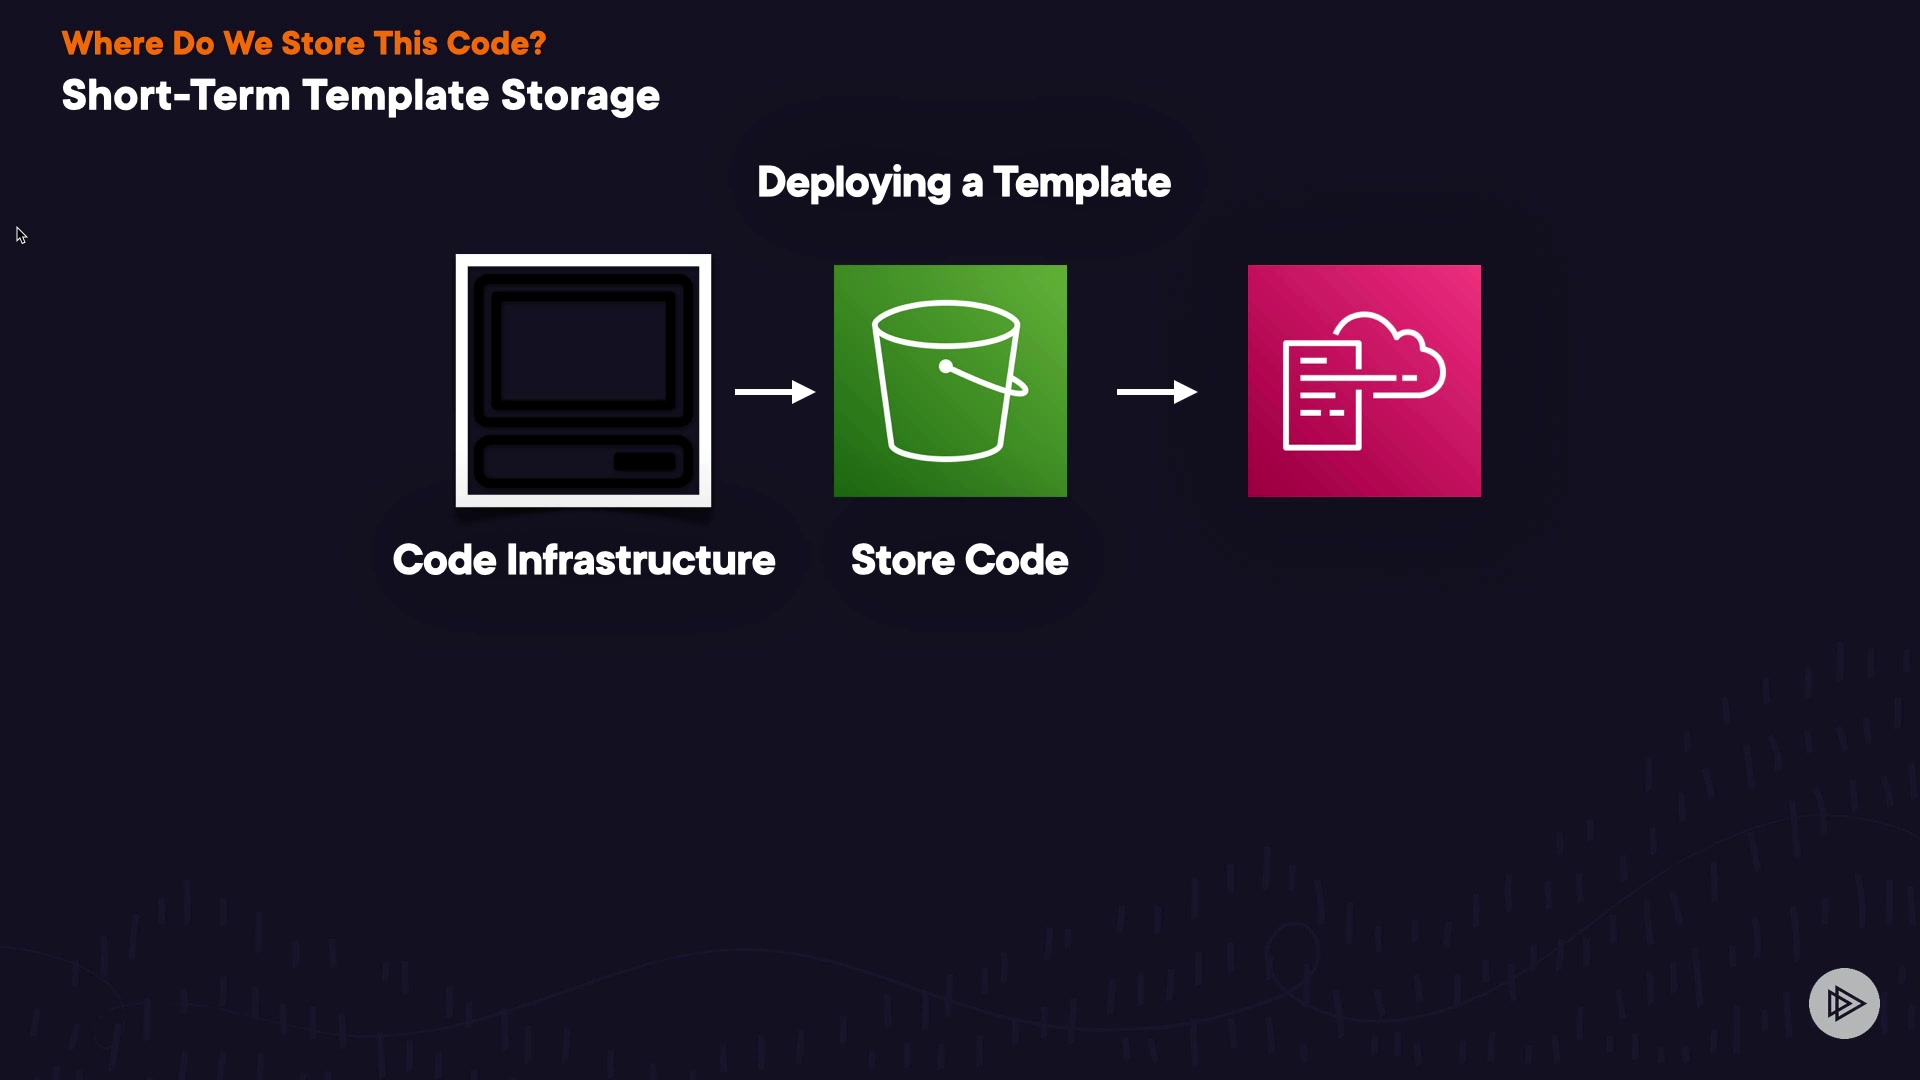 Where Do We Store This Code?
Short-Term Template Storage
Deploying a Template
Code Infrastructure
Store Code